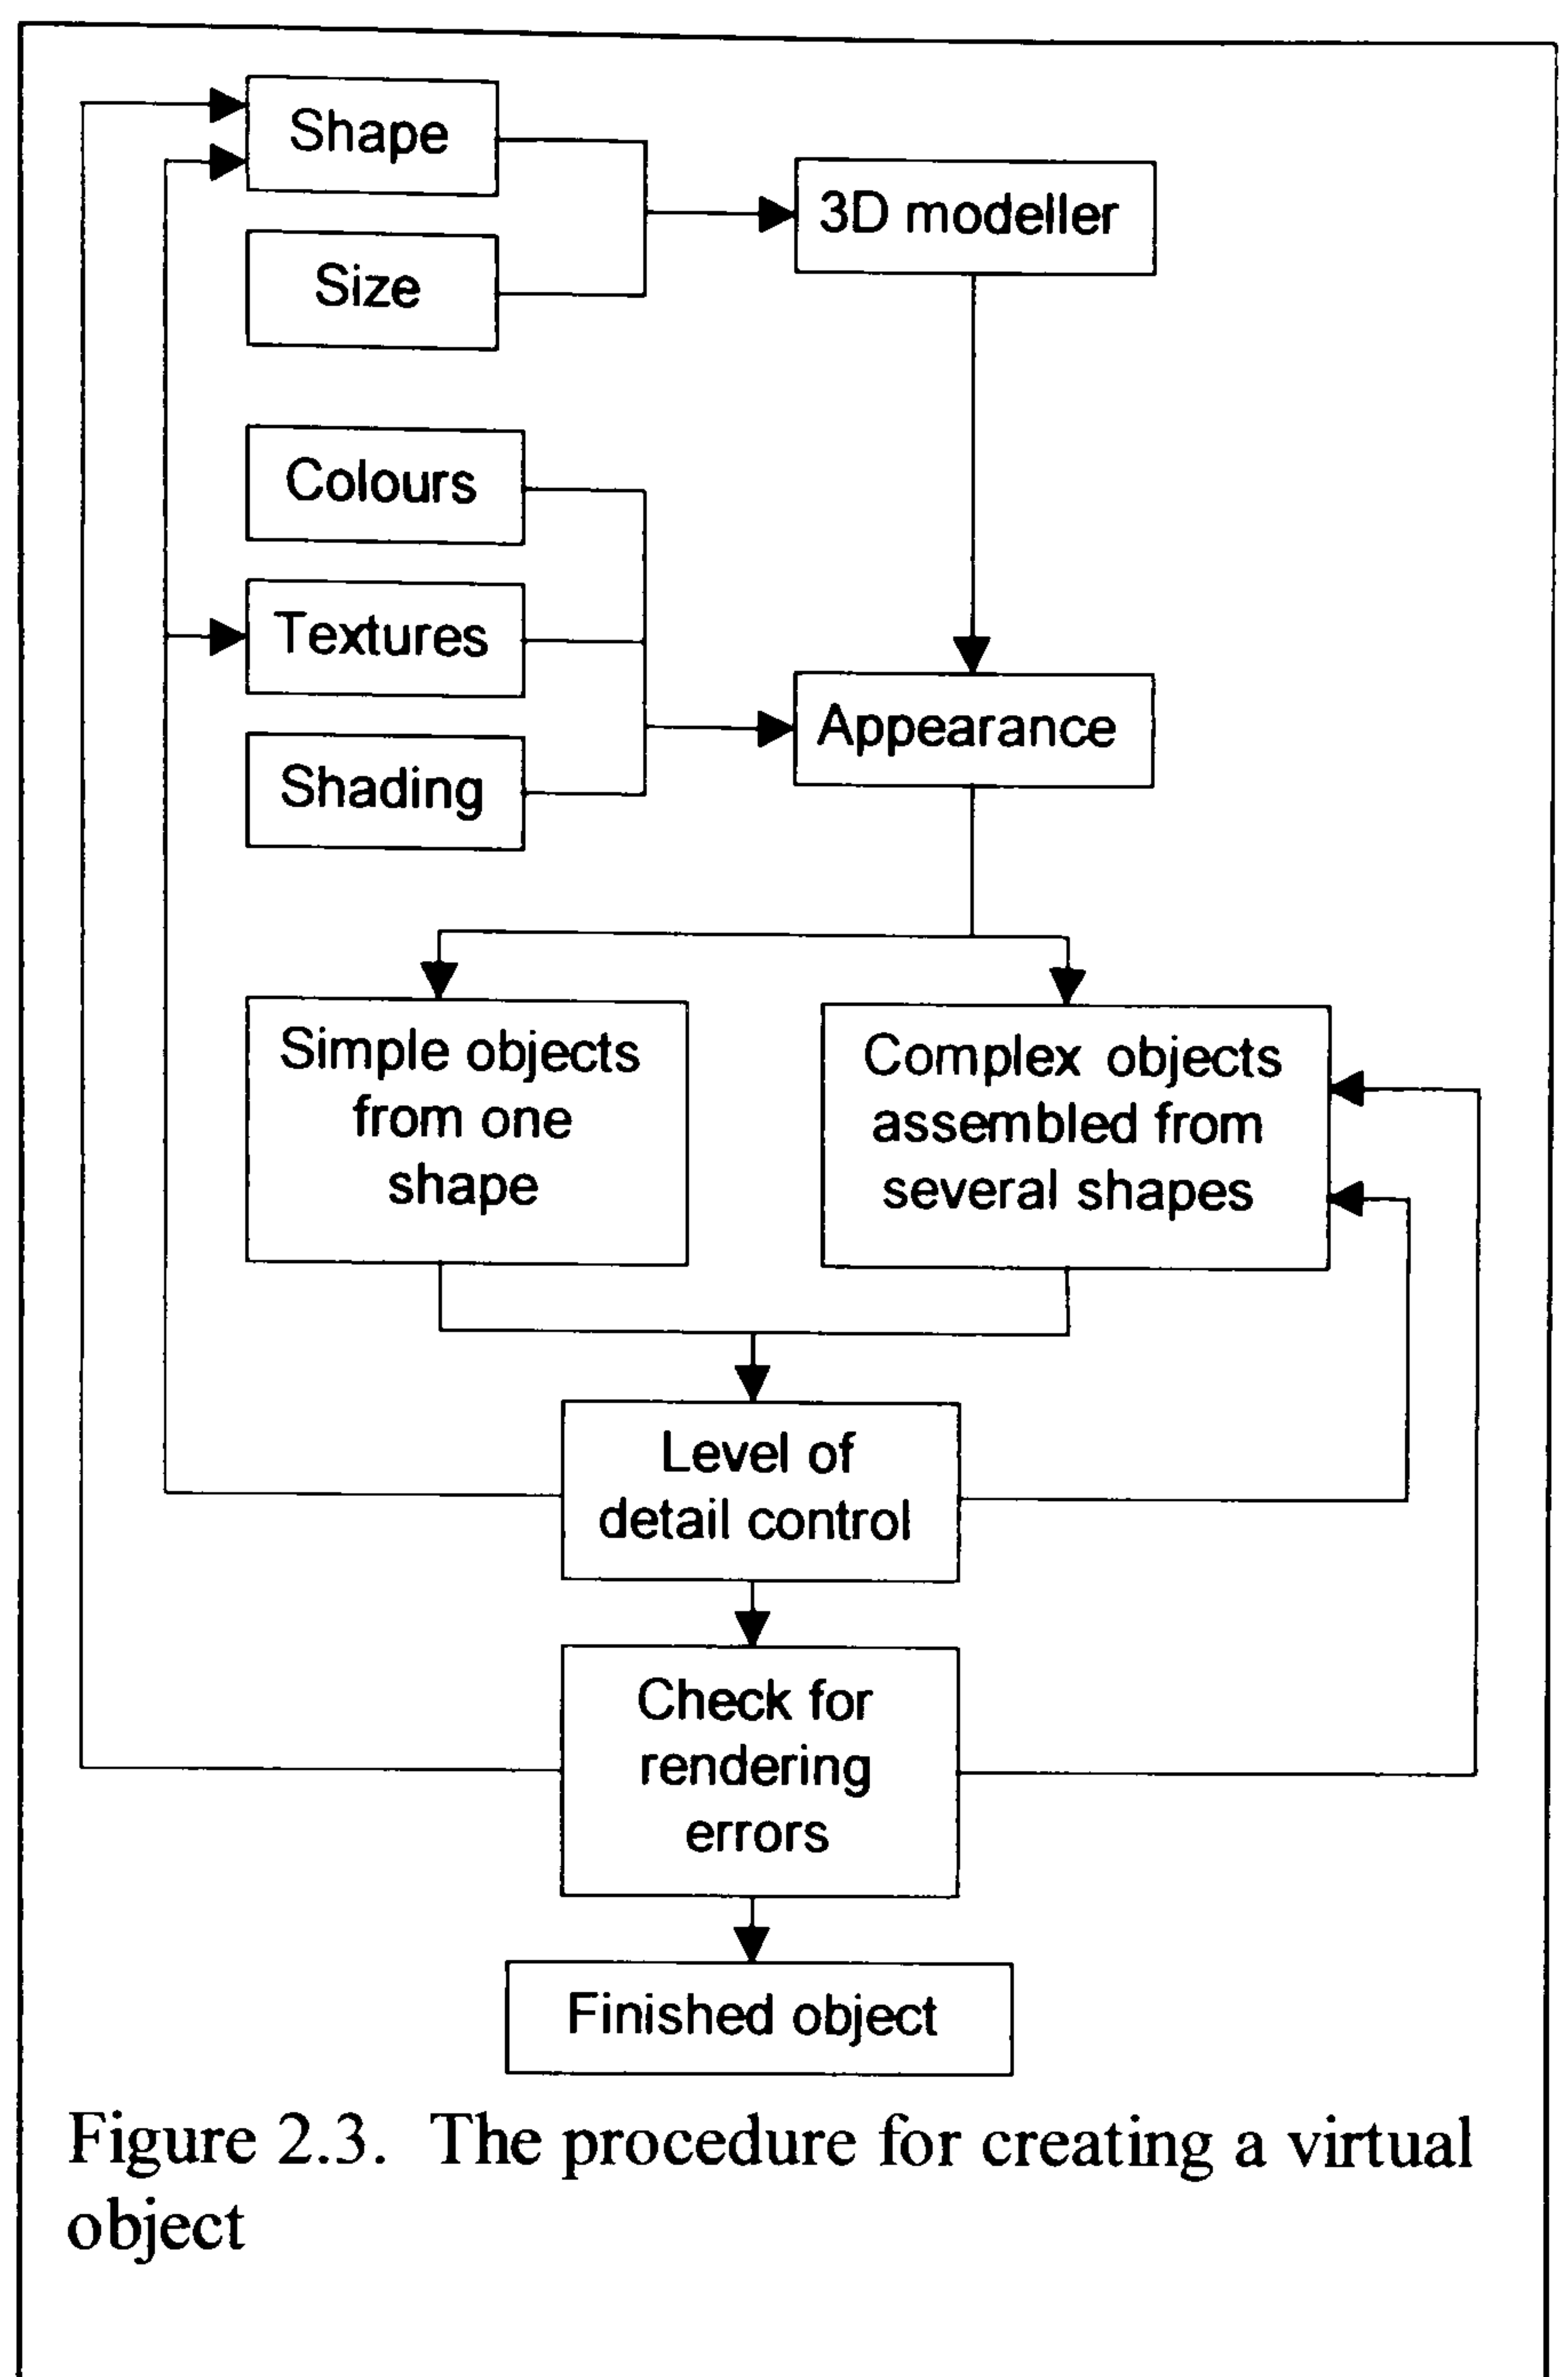 Shape
3D modeller
Size
Colours
Textures
Appearance
Shading
Simple objects
from one
shape
Complex objects
assembled from
several shapes
Level of
detail control
Check for
rendering
errors
Finished object
Figure 2.3. The procedure for creating a virtual
object